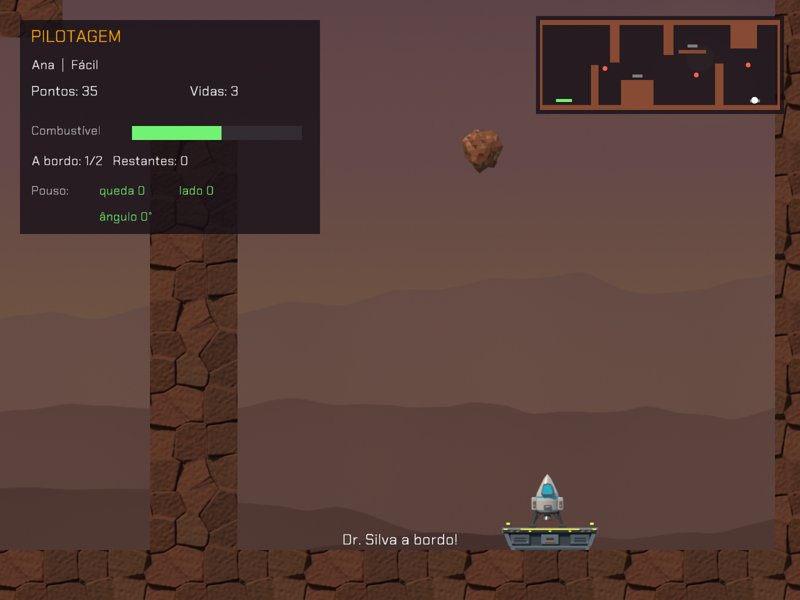 PILOTAGEM
Ana | Fácil
Pontos: 35 Vidas: 3
Combustível
A bordo: 1/2 Restantes: 0
Pouso: queda 0 lado 0
ângulo 0°
Dr. Silva a bordo!